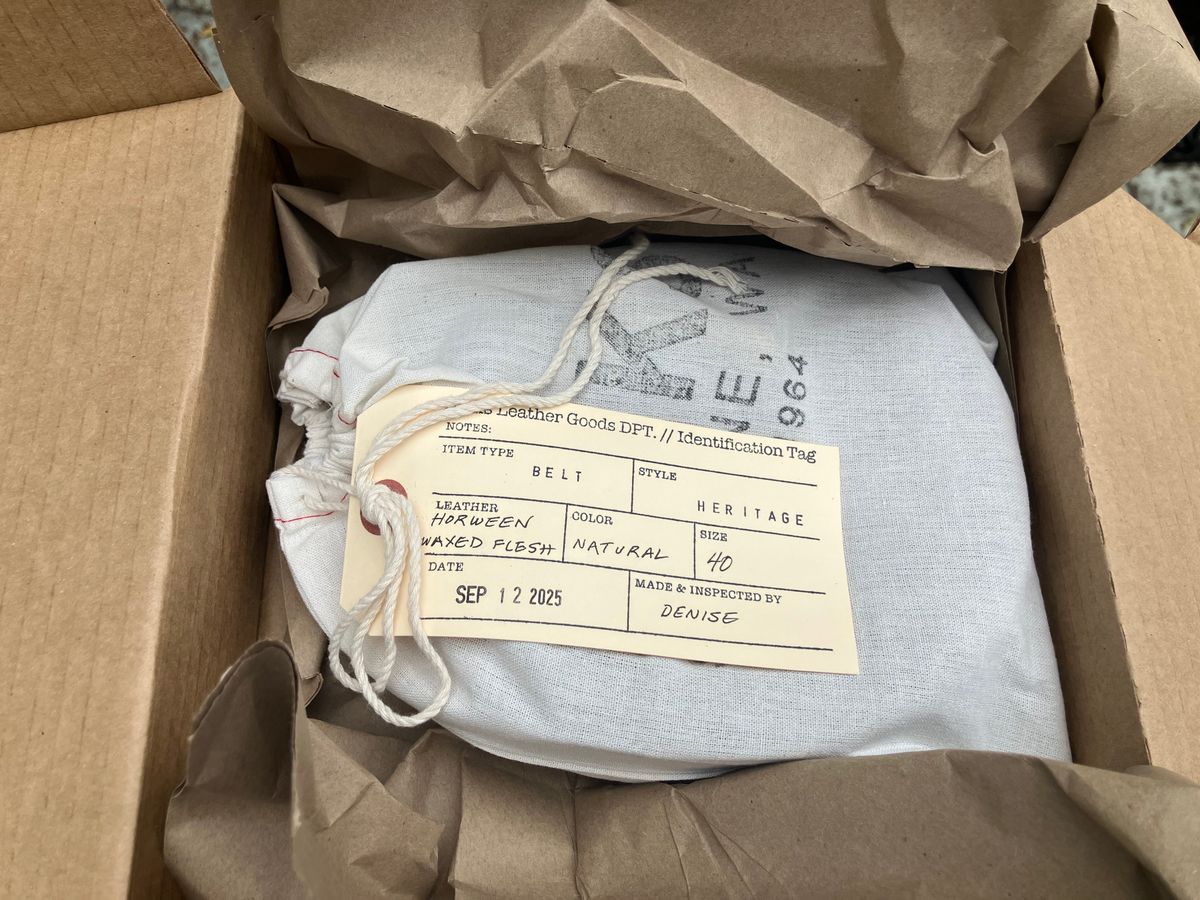 Leather Goods DPT. // Identification Tag
NOTES:
ITEM TYPE
BELT
STYLE
HERITAGE
LEATHER
HORWEEN
WAXED FLESH
COLOR
NATURAL
SIZE
40
DATE
SEP 12 2025
MADE & INSPECTED BY
DENISE
964